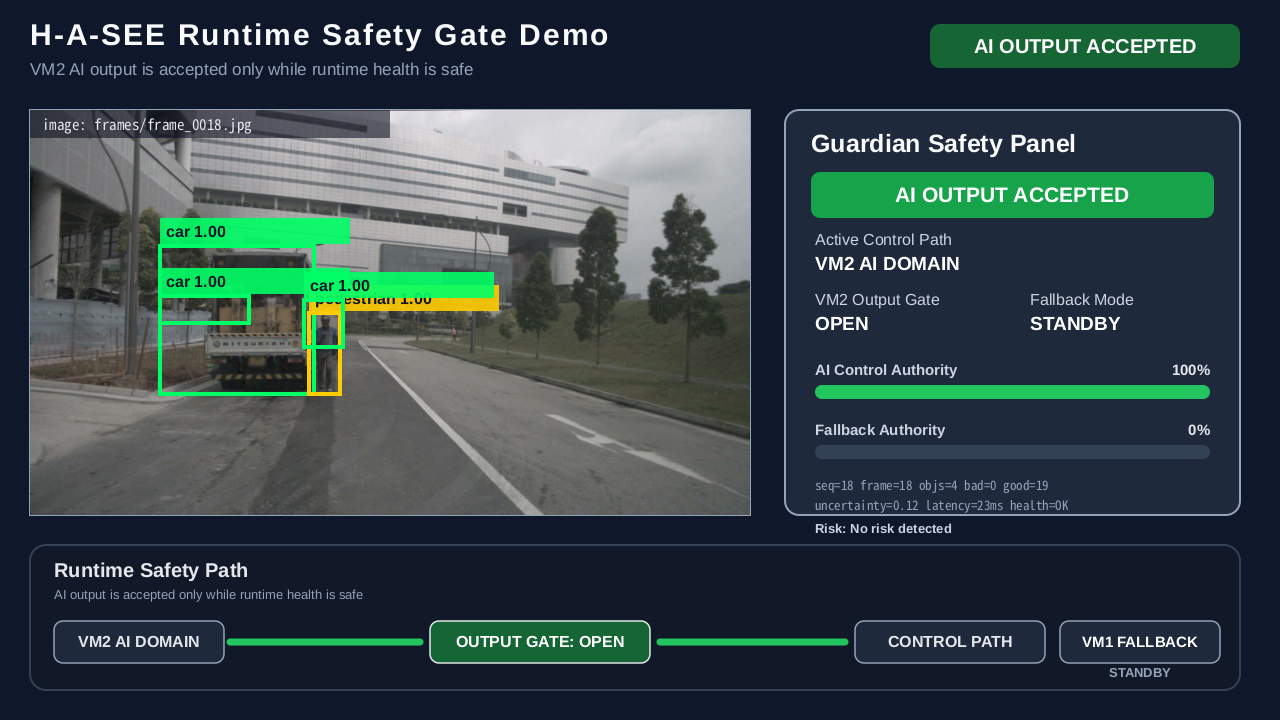 H-A-SEE Runtime Safety Gate Demo
VM2 AI output is accepted only while runtime health is safe
AI OUTPUT ACCEPTED
image: frames/frame_0018.jpg
car 1.00
car 1.00
car 1.00
pedestrian 1.00
MITSUBISHI
Guardian Safety Panel
AI OUTPUT ACCEPTED
Active Control Path
VM2 AI DOMAIN
VM2 Output Gate
Fallback Mode
OPEN
STANDBY
AI Control Authority
100%
Fallback Authority
0%
seq=18 frame=18 objs=4 bad=0 good=19
uncertainty=0.12 latency=23ms health=OK
Risk: No risk detected
Runtime Safety Path
AI output is accepted only while runtime health is safe
VM2 AI DOMAIN
OUTPUT GATE: OPEN
CONTROL PATH
VM1 FALLBACK
STANDBY